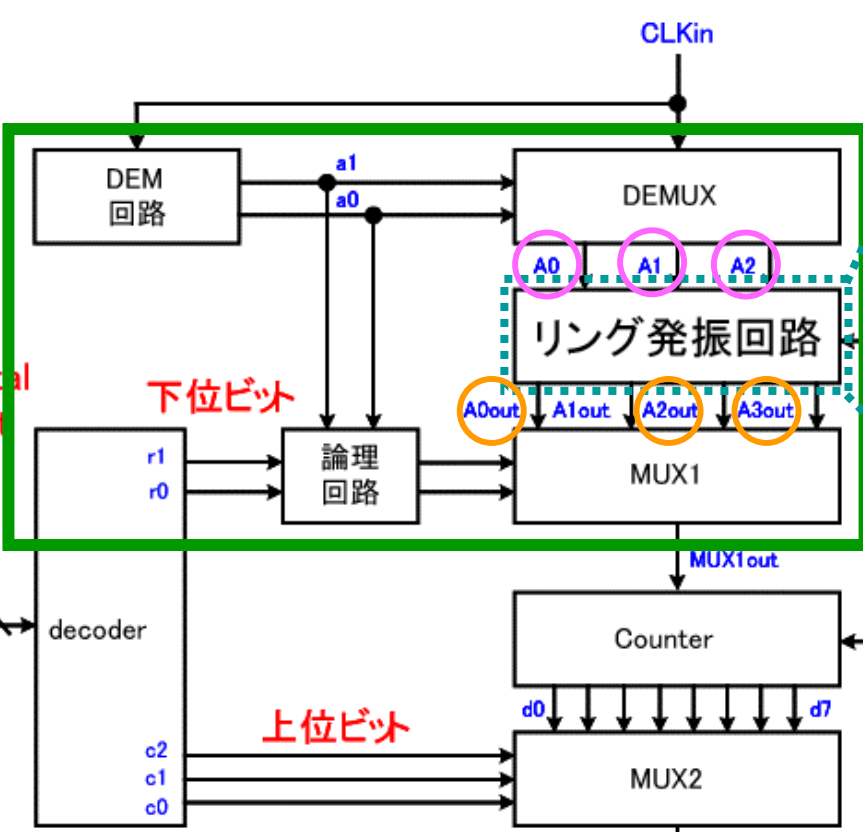 CLKin
DEM
回路
a1
a0
DEMUX
A0
A1
A2
リング発振回路
下位ビット
A0out
A1out
A2out
A3out
r1
r0
論理
回路
MUX1
MUX1out
decoder
Counter
d0
d7
上位ビット
c2
c1
c0
MUX2